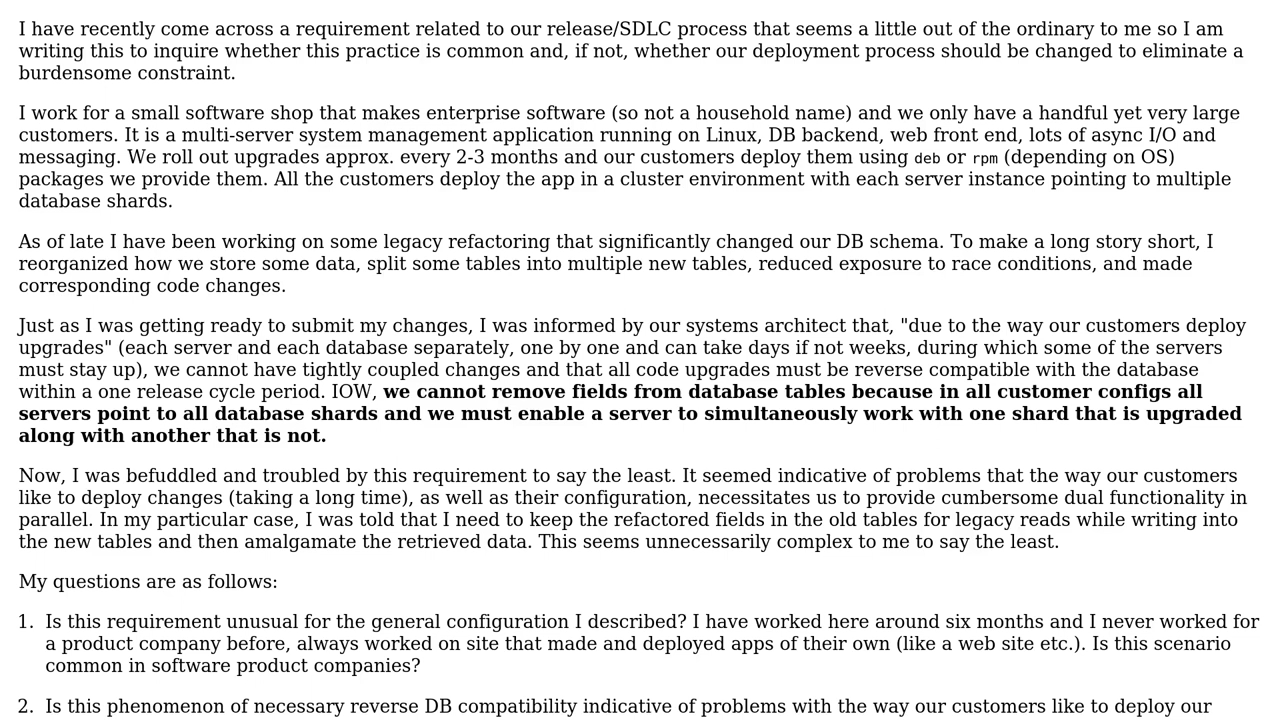 I have recently come across a requirement related to our release/SDLC process that seems a little out of the ordinary to me so I am
writing this to inquire whether this practice is common and, if not, whether our deployment process should be changed to eliminate a
burdensome constraint.
I work for a small software shop that makes enterprise software (so not a household name) and we only have a handful yet very large
customers. It is a multi-server system management application running on Linux, DB backend, web front end, lots of async I/O and
messaging. We roll out upgrades approx. every 2-3 months and our customers deploy them using deb or rpm (depending on OS)
packages we provide them. All the customers deploy the app in a cluster environment with each server instance pointing to multiple
database shards.
As of late I have been working on some legacy refactoring that significantly changed our DB schema. To make a long story short, I
reorganized how we store some data, split some tables into multiple new tables, reduced exposure to race conditions, and made
corresponding code changes.
Just as I was getting ready to submit my changes, I was informed by our systems architect that, "due to the way our customers deploy
upgrades" (each server and each database separately, one by one and can take days if not weeks, during which some of the servers
must stay up), we cannot have tightly coupled changes and that all code upgrades must be reverse compatible with the database
within a one release cycle period. IOW, we cannot remove fields from database tables because in all customer configs all
servers point to all database shards and we must enable a server to simultaneously work with one shard that is upgraded
along with another that is not.
Now, I was befuddled and troubled by this requirement to say the least. It seemed indicative of problems that the way our customers
like to deploy changes (taking a long time), as well as their configuration, necessitates us to provide cumbersome dual functionality in
parallel. In my particular case, I was told that I need to keep the refactored fields in the old tables for legacy reads while writing into
the new tables and then amalgamate the retrieved data. This seems unnecessarily complex to me to say the least.
My questions are as follows:
1. Is this requirement unusual for the general configuration I described? I have worked here around six months and I never worked for
a product company before, always worked on site that made and deployed apps of their own (like a web site etc.). Is this scenario
common in software product companies?
2. Is this phenomenon of necessary reverse DB compatibility indicative of problems with the way our customers like to deploy our